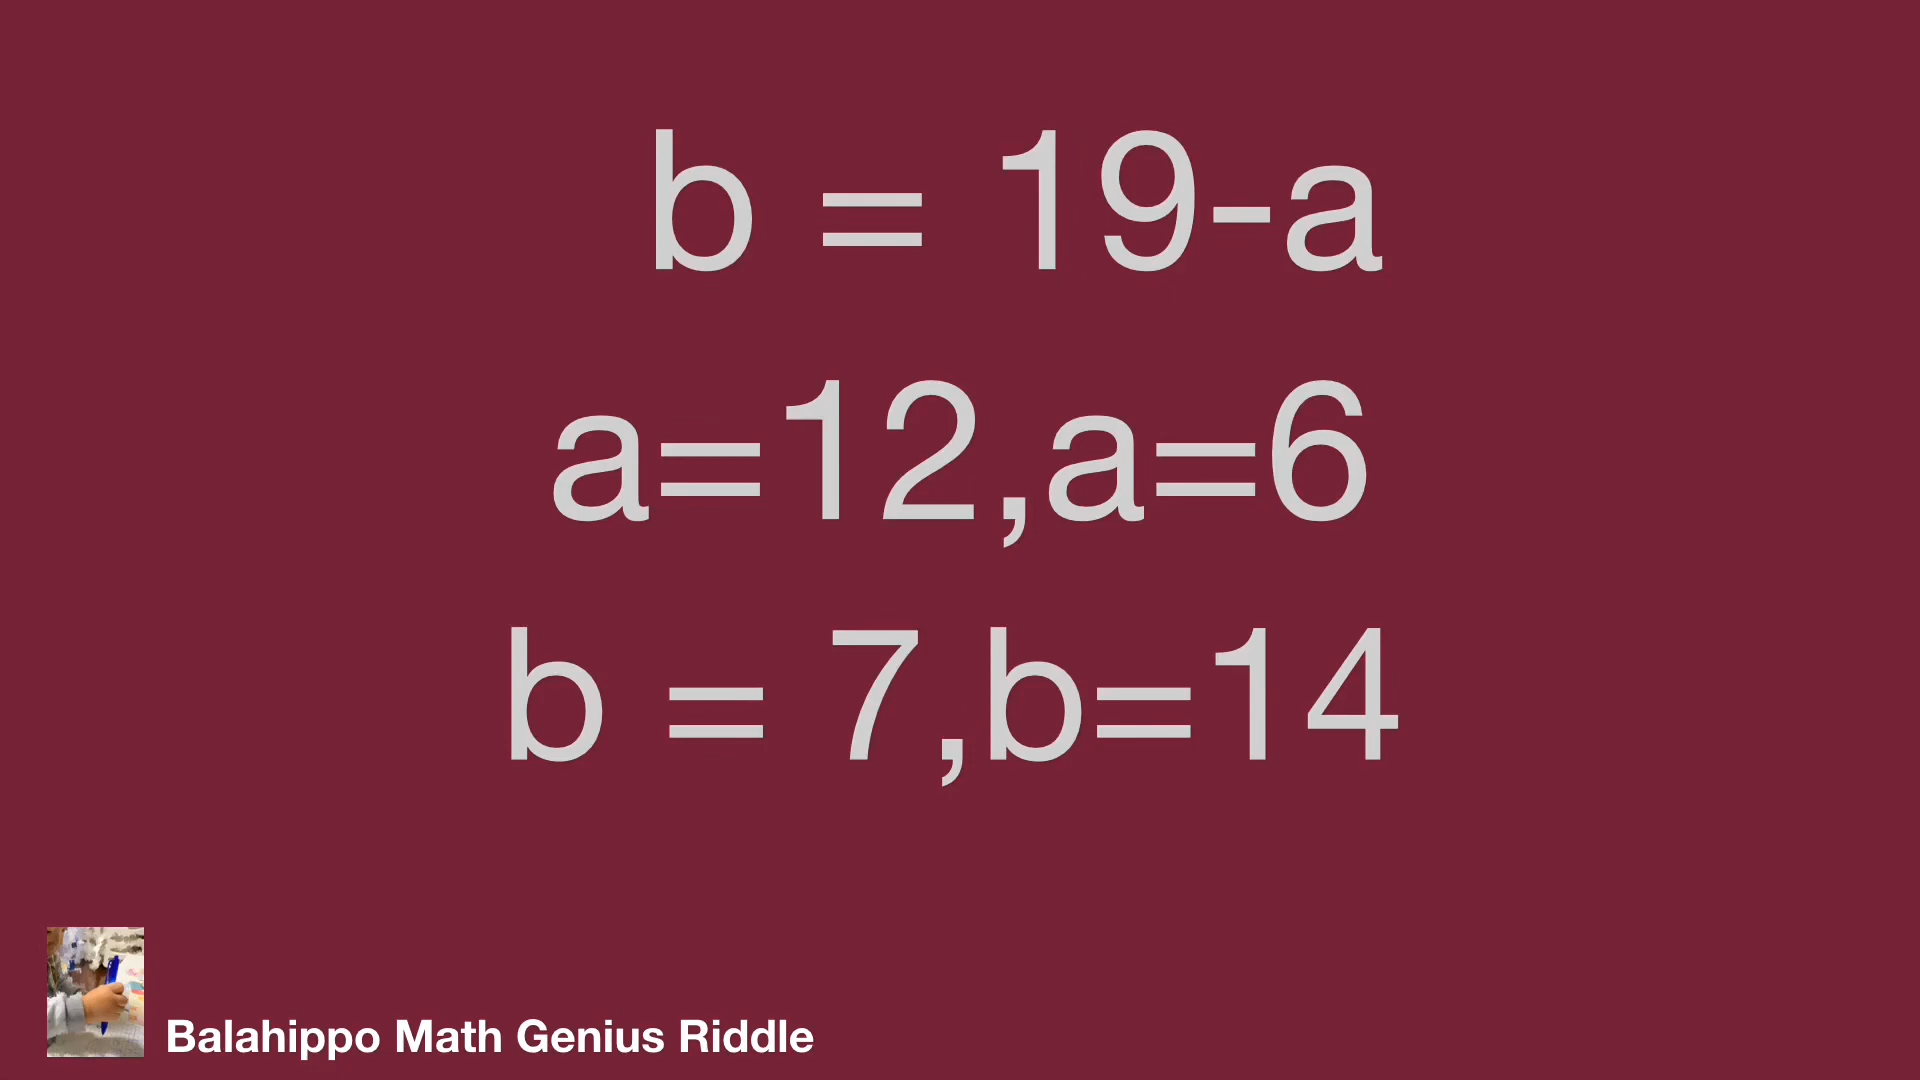 b = 19-a
a=12,a=6
b = 7,b=14
Balahippo Math Genius Riddle